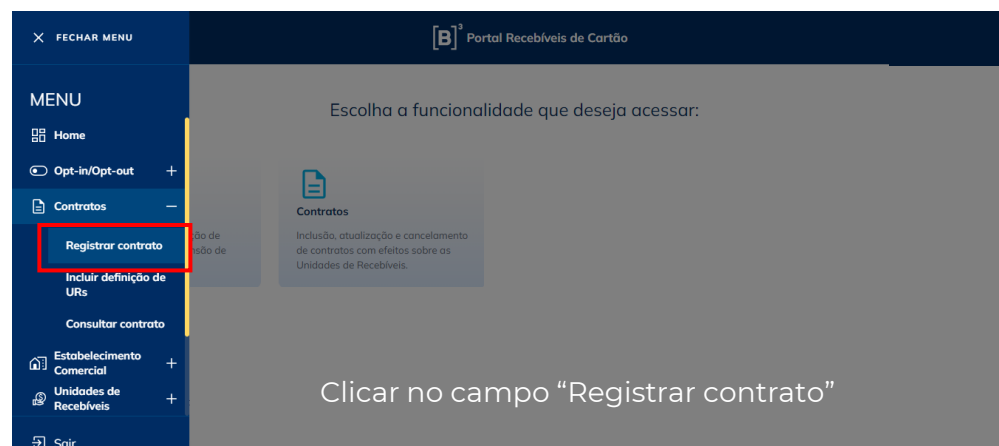 FECHAR MENU
[B]³ Portal Recebíveis de Cartão
MENU
Home
Opt-in/Opt-out
Contratos
Registrar contrato
Incluir definição de
URs
Consultar contrato
Estabelecimento
Comercial
Unidades de
Recebíveis
Sair
Escolha a funcionalidade que deseja acessar:
de
de
Contratos
Inclusão, atualização e cancelamento
de contratos com efeitos sobre as
Unidades de Recebíveis.
Clicar no campo “Registrar contrato”